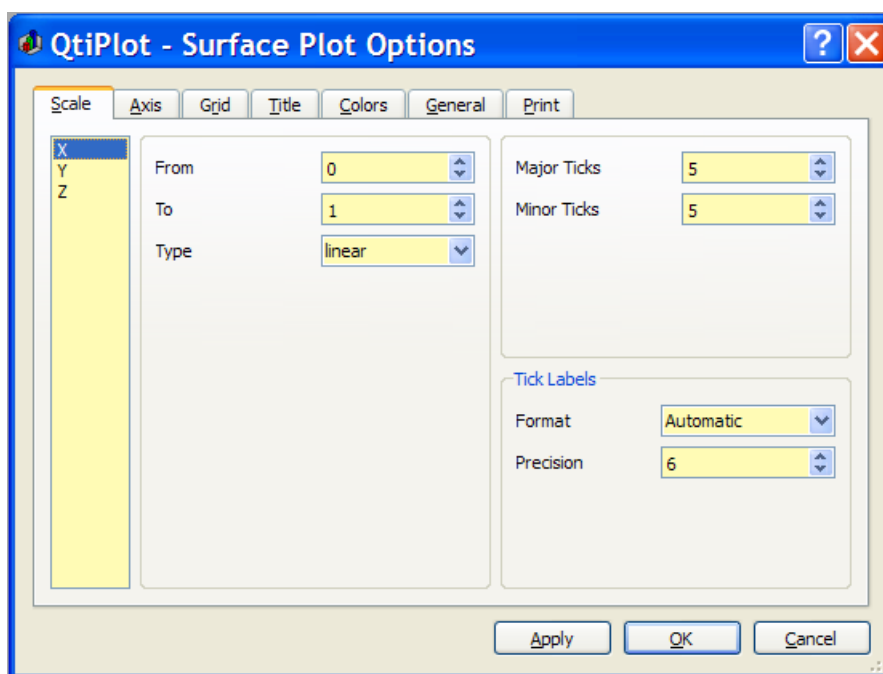 QtiPlot - Surface Plot Options
?
Scale Axis Grid Title Colors General Print
X
Y
Z
From 0
To 1
Type linear
Major Ticks 5
Minor Ticks 5
Tick Labels
Format Automatic
Precision 6
Apply OK Cancel